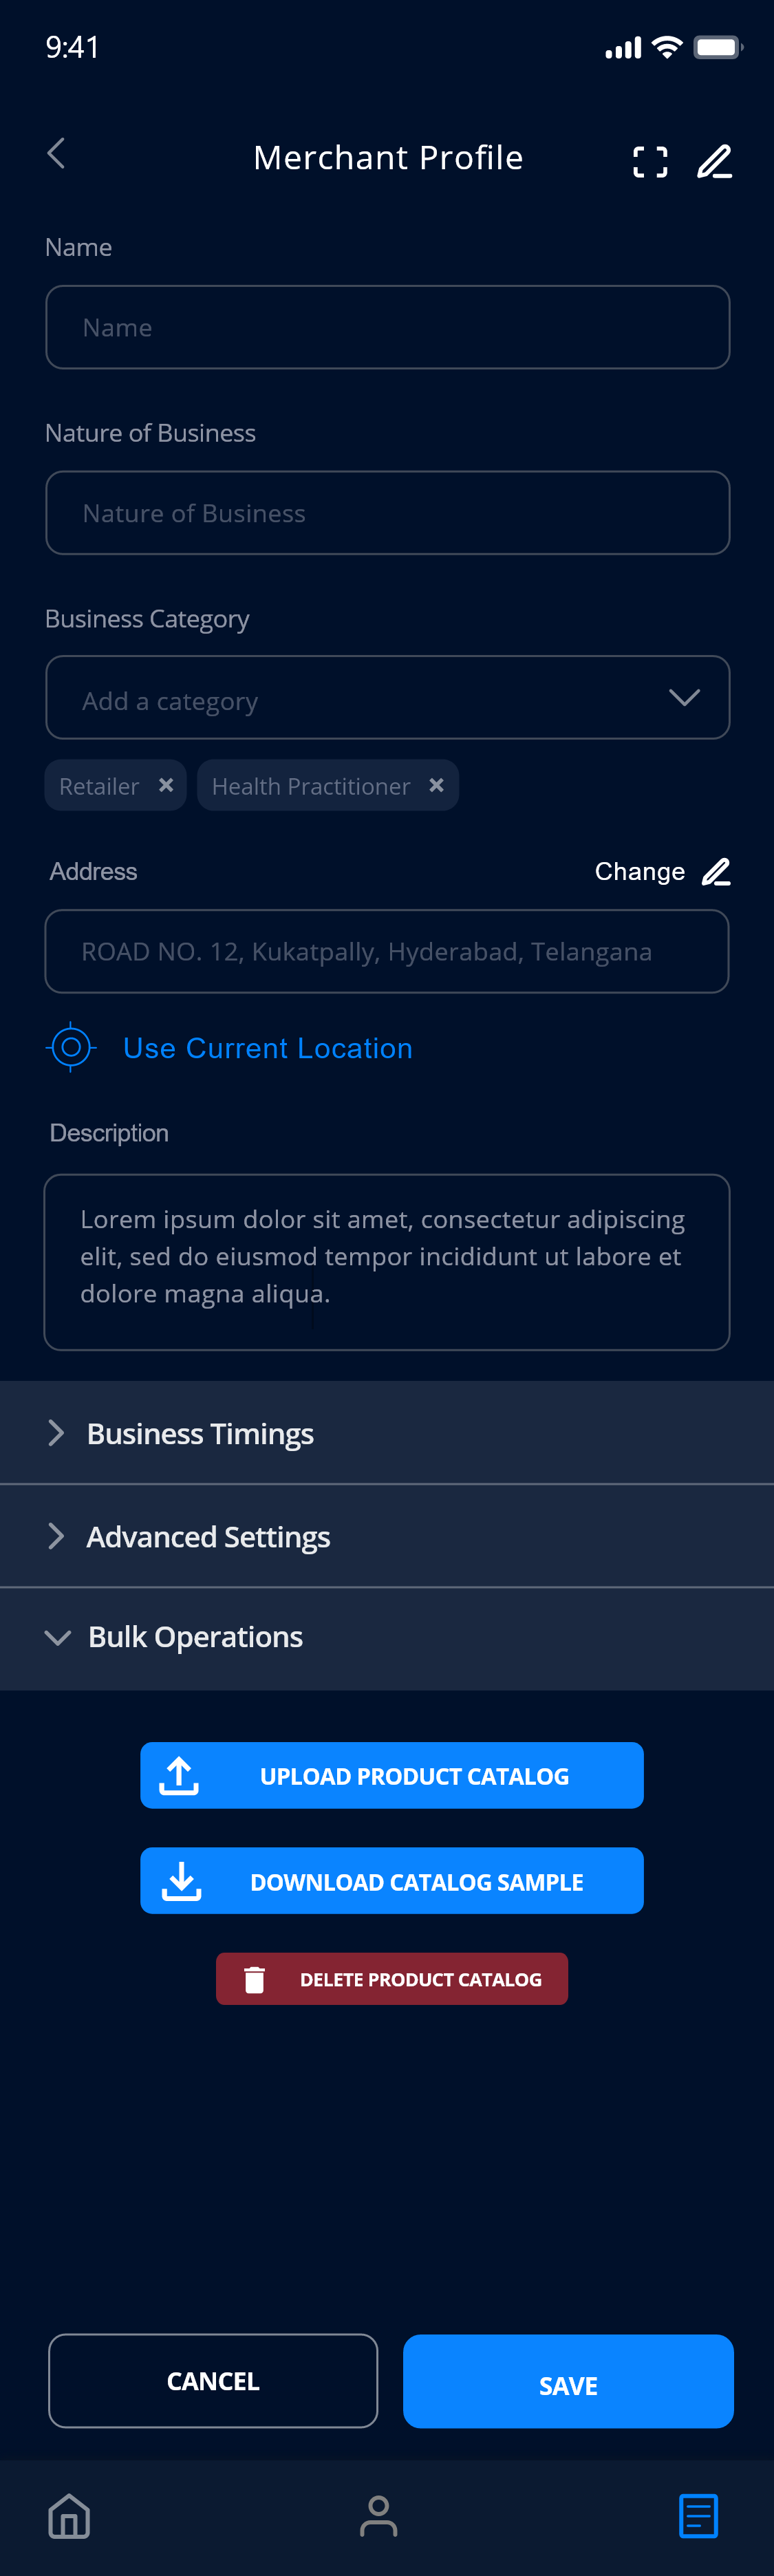 9:41
Merchant Profile
Name
Name
Nature of Business
Nature of Business
Business Category
Add a category
Retailer
Health Practitioner
Address
Change
ROAD NO. 12, Kukatpally, Hyderabad, Telangana
Use Current Location
Description
Lorem ipsum dolor sit amet, consectetur adipiscing
elit, sed do eiusmod tempor incididunt ut labore et
dolore magna aliqua.
Business Timings
Advanced Settings
Bulk Operations
UPLOAD PRODUCT CATALOG
DOWNLOAD CATALOG SAMPLE
DELETE PRODUCT CATALOG
CANCEL
SAVE